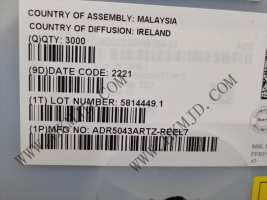 COUNTRY OF ASSEMBLY: MALAYSIA
COUNTRY OF DIFFUSION: IRELAND
(Q)QTY: 3000
(9D)DATE CODE: 2221
(1T) LOT NUMBER: 5814449.1
(1P)MFG NO: ADR5043ARTZ-REEL7
MSL